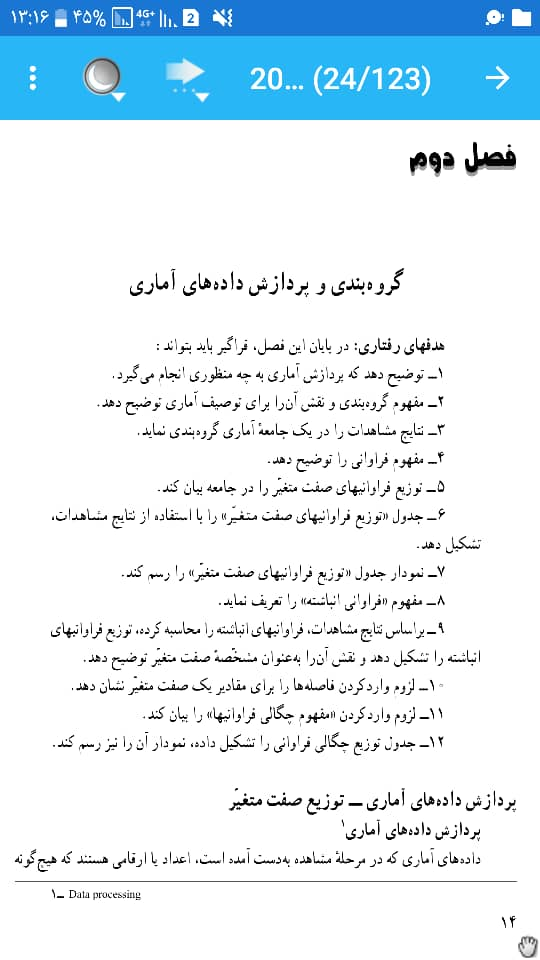 ۱۳:۱۶ ۴۵% 4G+ 2
20... (24/123)
فصل دوم
گروه‌بندی و پردازش داده‌های آماری
هدفهای رفتاری: در پایان این فصل، فراگیر باید بتواند :
۱ــ توضیح دهد که پردازش آماری به چه منظوری انجام می‌گیرد.
۲ــ مفهوم گروه‌بندی و نقش آن‌را برای توصیف آماری توضیح دهد.
۳ــ نتایج مشاهدات را در یک جامعهٔ آماری گروه‌بندی نماید.
۴ــ مفهوم فراوانی را توضیح دهد.
۵ــ توزیع فراوانیهای صفت متغیّر را در جامعه بیان کند.
۶ــ جدول «توزیع فراوانیهای صفت متغیّر» را با استفاده از نتایج مشاهدات،
تشکیل دهد.
۷ــ نمودار جدول «توزیع فراوانیهای صفت متغیّر» را رسم کند.
۸ــ مفهوم «فراوانی انباشته» را تعریف نماید.
۹ــ براساس نتایج مشاهدات، فراوانیهای انباشته را محاسبه کرده، توزیع فراوانیهای
انباشته را تشکیل دهد و نقش آن‌را به‌عنوان مشخّصهٔ صفت متغیّر توضیح دهد.
۱۰ــ لزوم واردکردن فاصله‌ها را برای مقادیر یک صفت متغیّر نشان دهد.
۱۱ــ لزوم واردکردن «مفهوم چگالی فراوانیها» را بیان کند.
۱۲ــ جدول توزیع چگالی فراوانی را تشکیل داده، نمودار آن را نیز رسم کند.
پردازش داده‌های آماری ــ توزیع صفت متغیّر
پردازش داده‌های آماری۱
داده‌های آماری که در مرحلهٔ مشاهده به‌دست آمده است، اعداد یا ارقامی هستند که هیچ‌گونه
۱ــ Data processing
۱۴